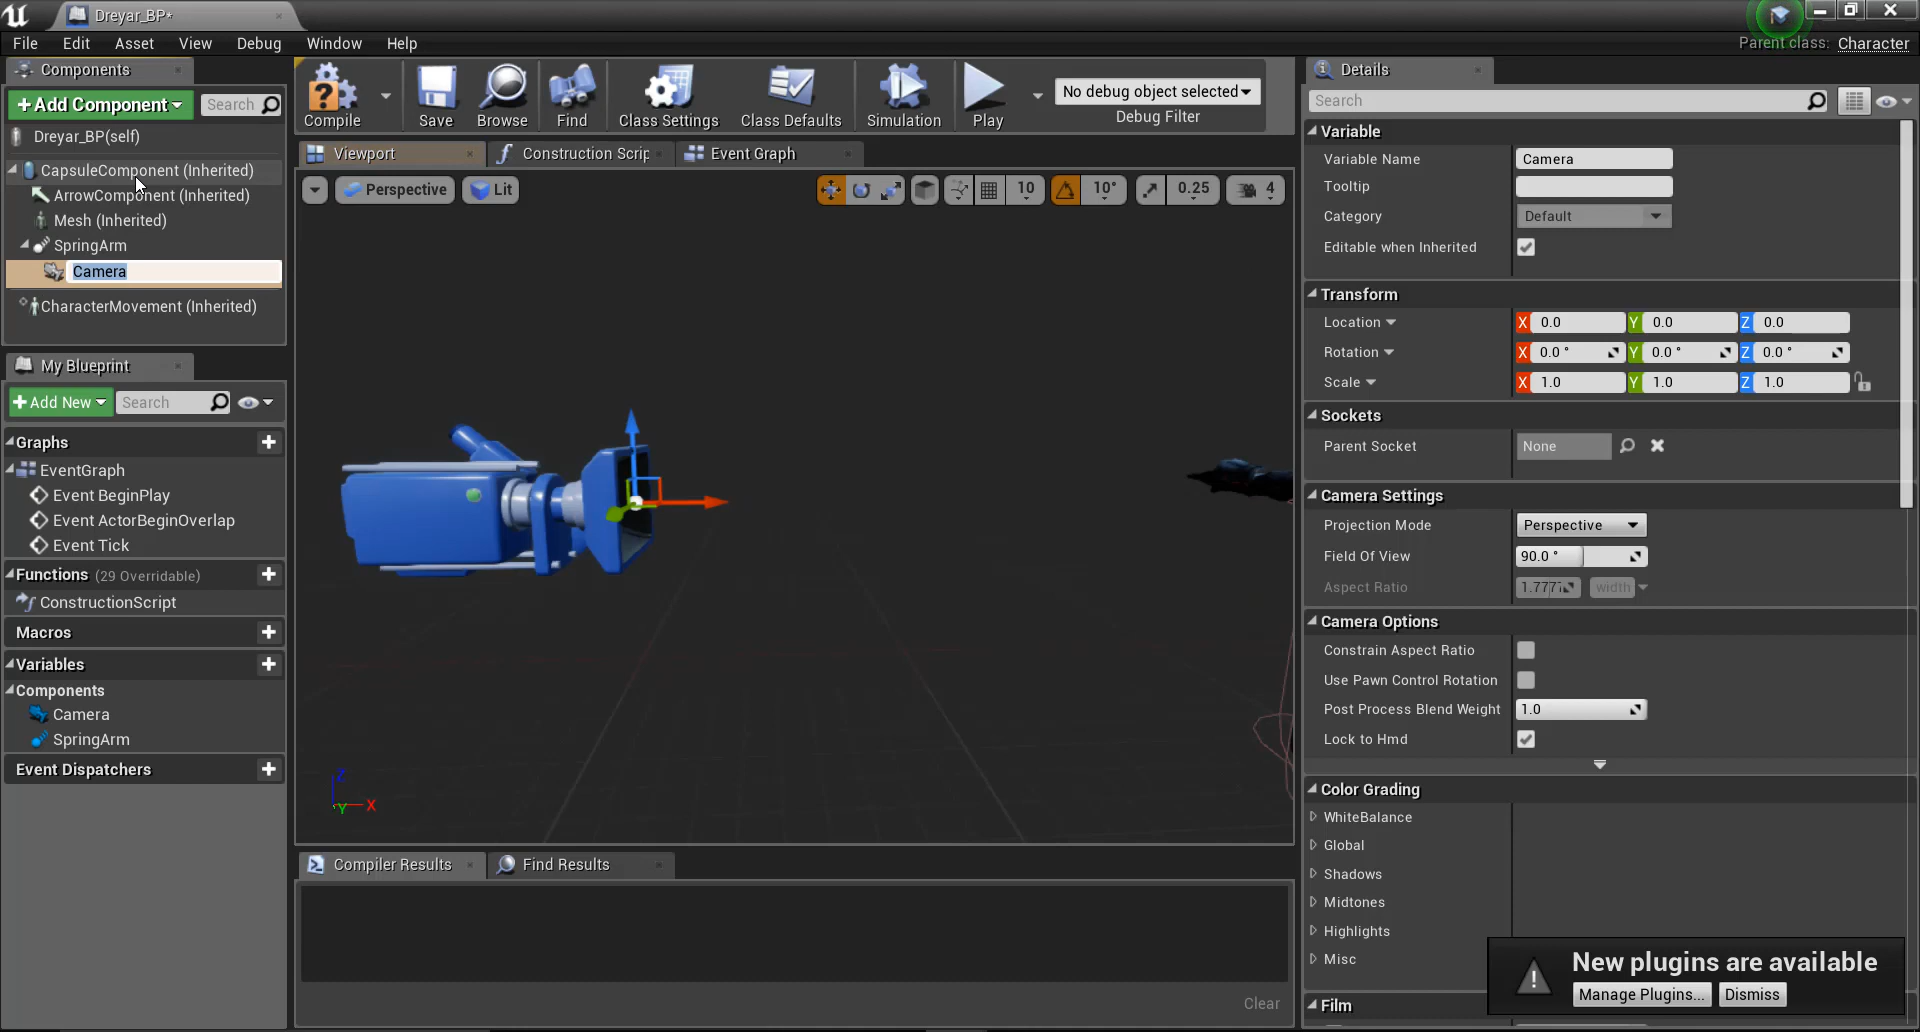 Dreyar_BP*
File Edit Asset View Debug Window Help
Parent class: Character
Components
+Add Component
Search
Dreyar_BP(self)
CapsuleComponent (Inherited)
ArrowComponent (Inherited)
Mesh (Inherited)
SpringArm
Camera
CharacterMovement (Inherited)
My Blueprint
+Add New
Search
Graphs
EventGraph
Event BeginPlay
Event ActorBeginOverlap
Event Tick
Functions (29 Overridable)
ConstructionScript
Macros
Variables
Components
Camera
SpringArm
Event Dispatchers
Compile
Save
Browse
Find
Class Settings
Class Defaults
Simulation
Play
No debug object selected
Debug Filter
Viewport
Construction Scrip
Event Graph
Perspective
Lit
10
10°
0.25
4
Z
Y
X
Compiler Results
Find Results
Clear
Details
Search
Variable
Variable Name Camera
Tooltip
Category Default
Editable when Inherited
Transform
Location X 0.0 Y 0.0 Z 0.0
Rotation X 0.0 ° Y 0.0 ° Z 0.0 °
Scale X 1.0 Y 1.0 Z 1.0
Sockets
Parent Socket None
Camera Settings
Projection Mode Perspective
Field Of View 90.0 °
Aspect Ratio 1.777 width
Camera Options
Constrain Aspect Ratio
Use Pawn Control Rotation
Post Process Blend Weight 1.0
Lock to Hmd
Color Grading
WhiteBalance
Global
Shadows
Midtones
Highlights
Misc
Film
New plugins are available
Manage Plugins... Dismiss